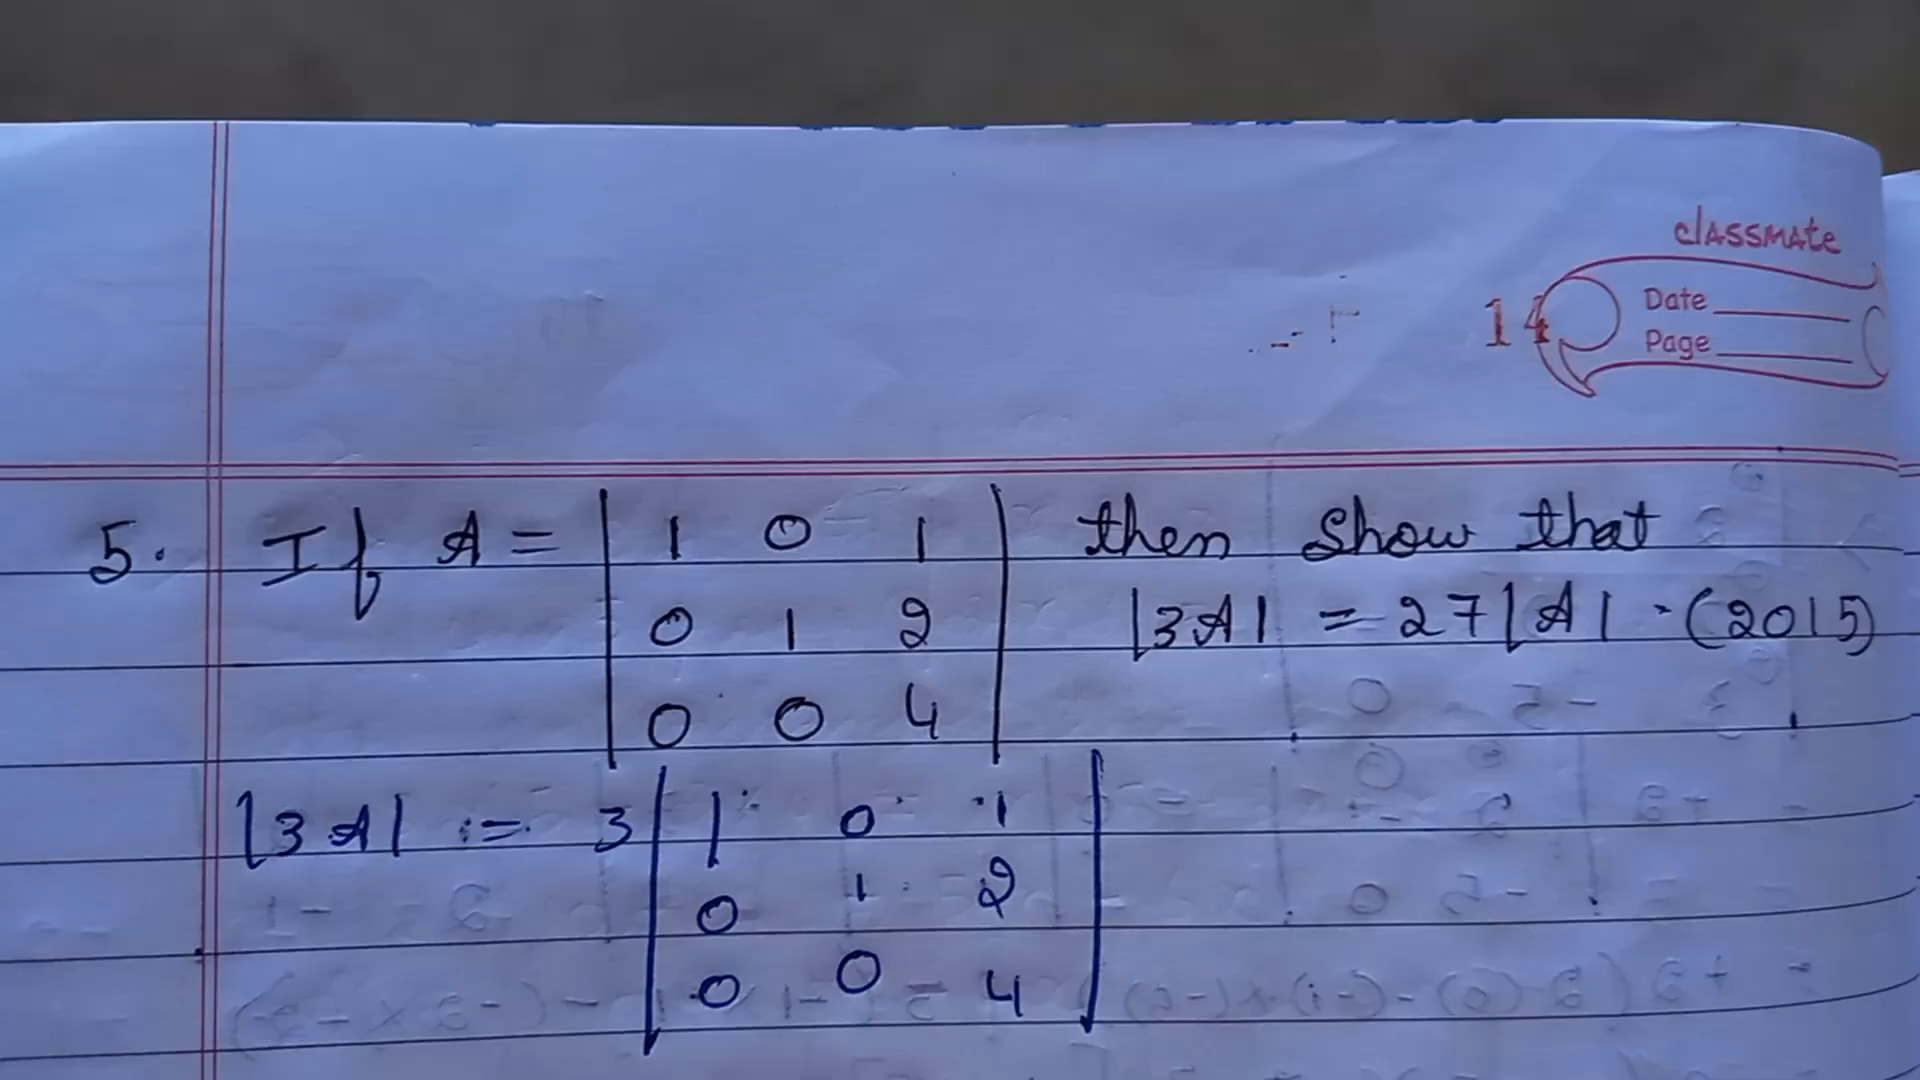 classmate
14
Date
Page
5. If A = | 1 0 1 | then show that
0 1 2 |3A| = 27|A| . (2015)
0 0 4
|3A| = 3 | 1 0 1 |
0 1 2
0 0 4